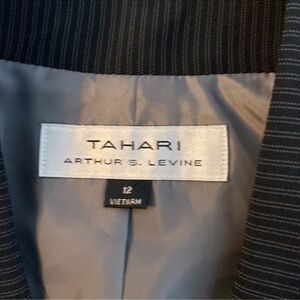 TAHARI
ARTHUR S. LEVINE
12
VIETNAM